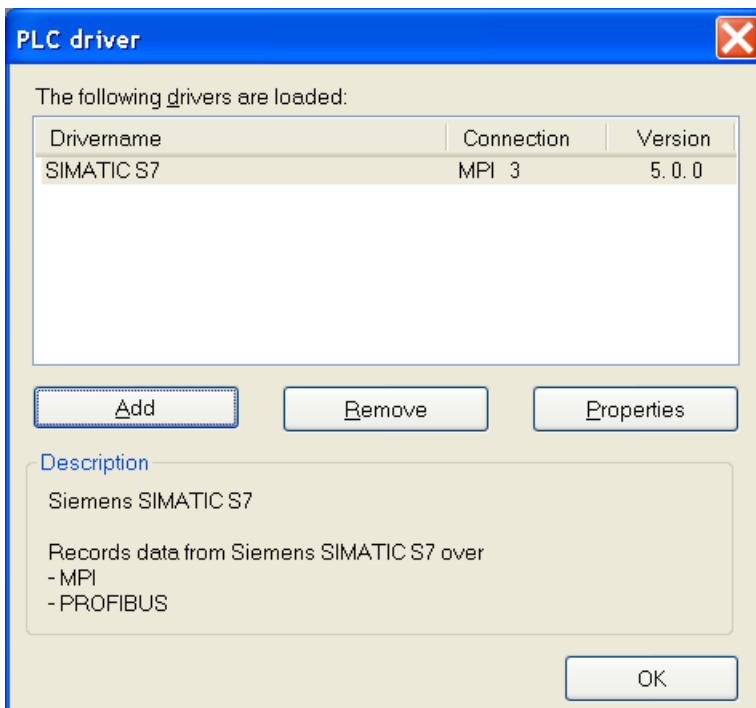 PLC driver
The following drivers are loaded:
Drivername Connection Version
SIMATIC S7 MPI 3 5. 0. 0
Add Remove Properties
Description
Siemens SIMATIC S7
Records data from Siemens SIMATIC S7 over
- MPI
- PROFIBUS
OK